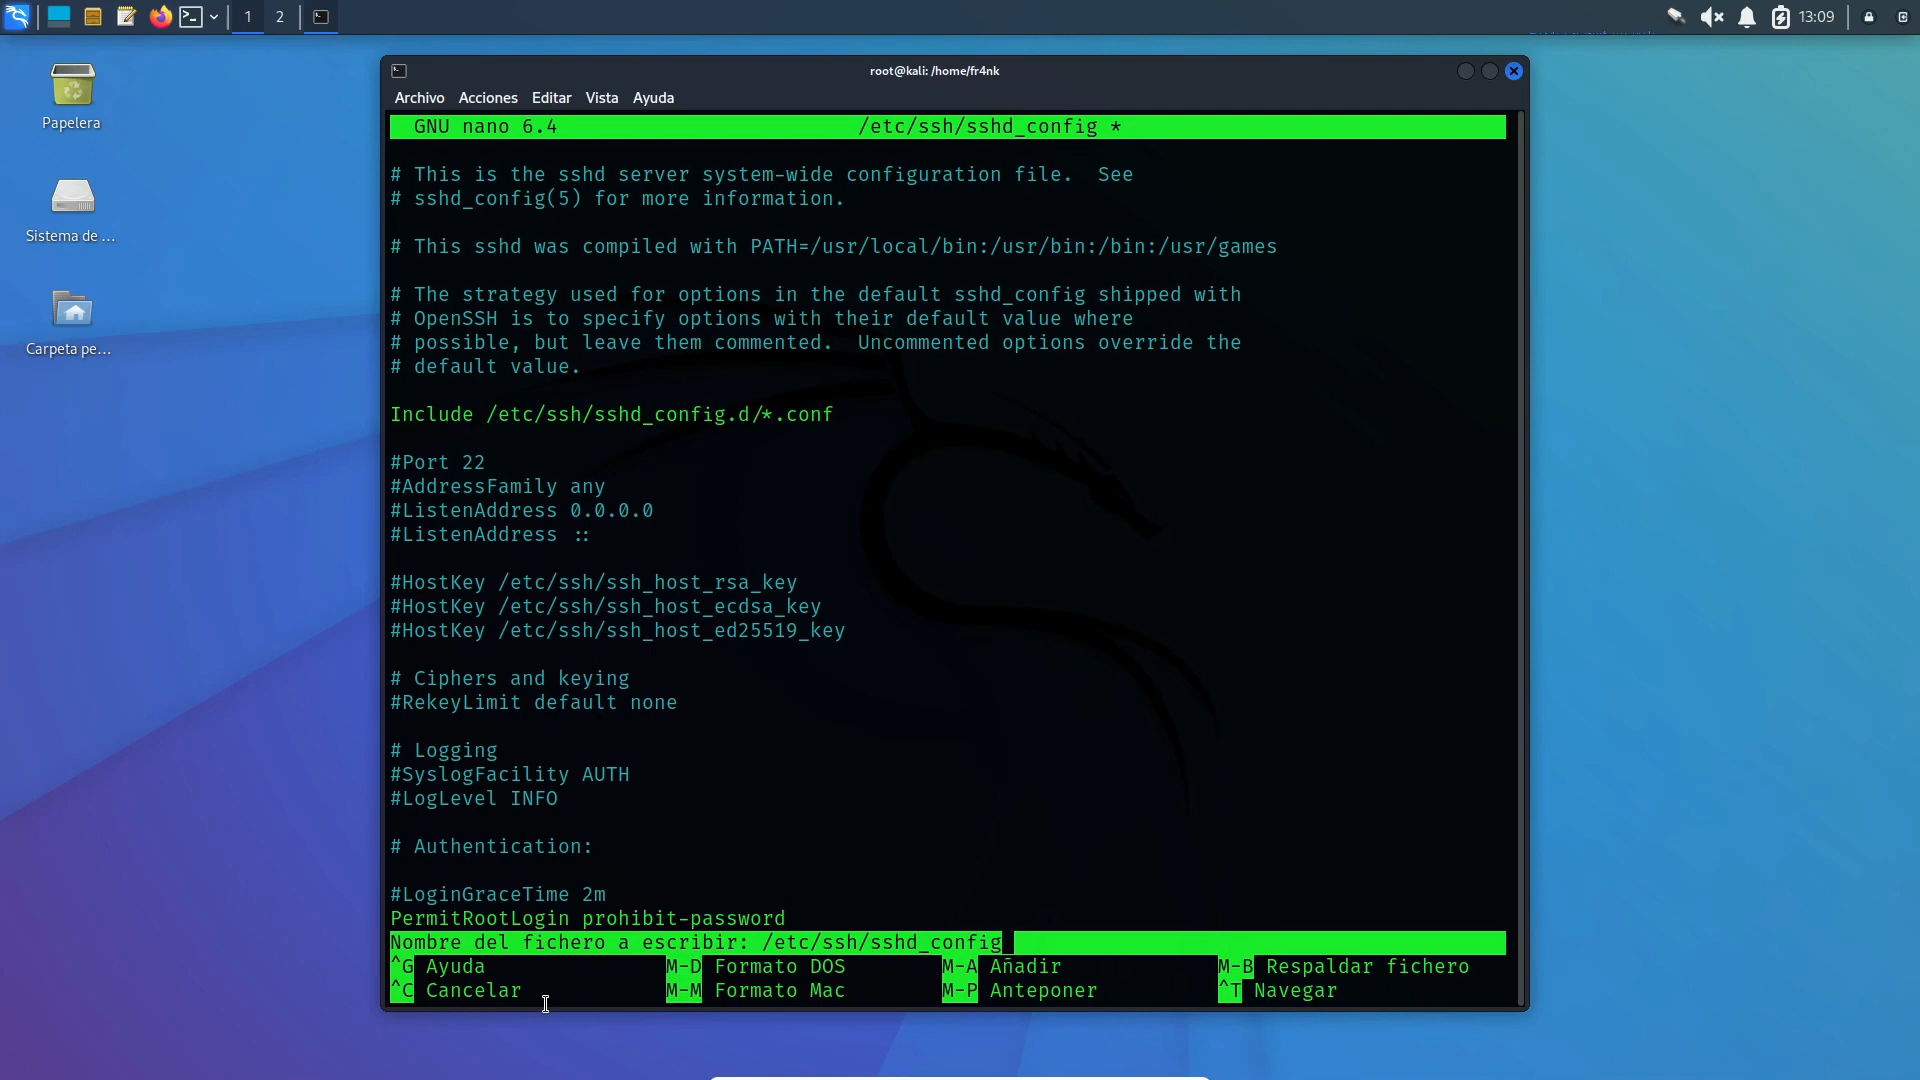 1
2
13:09
Papelera
Sistema de ...
Carpeta pe...
root@kali: /home/fr4nk
Archivo Acciones Editar Vista Ayuda
GNU nano 6.4 /etc/ssh/sshd_config *
# This is the sshd server system-wide configuration file.  See
# sshd_config(5) for more information.
# This sshd was compiled with PATH=/usr/local/bin:/usr/bin:/bin:/usr/games
# The strategy used for options in the default sshd_config shipped with
# OpenSSH is to specify options with their default value where
# possible, but leave them commented.  Uncommented options override the
# default value.
Include /etc/ssh/sshd_config.d/*.conf
#Port 22
#AddressFamily any
#ListenAddress 0.0.0.0
#ListenAddress ::
#HostKey /etc/ssh/ssh_host_rsa_key
#HostKey /etc/ssh/ssh_host_ecdsa_key
#HostKey /etc/ssh/ssh_host_ed25519_key
# Ciphers and keying
#RekeyLimit default none
# Logging
#SyslogFacility AUTH
#LogLevel INFO
# Authentication:
#LoginGraceTime 2m
PermitRootLogin prohibit-password
Nombre del fichero a escribir: /etc/ssh/sshd_config
^G Ayuda M-D Formato DOS M-A Añadir M-B Respaldar fichero
^C Cancelar M-M Formato Mac M-P Anteponer ^T Navegar